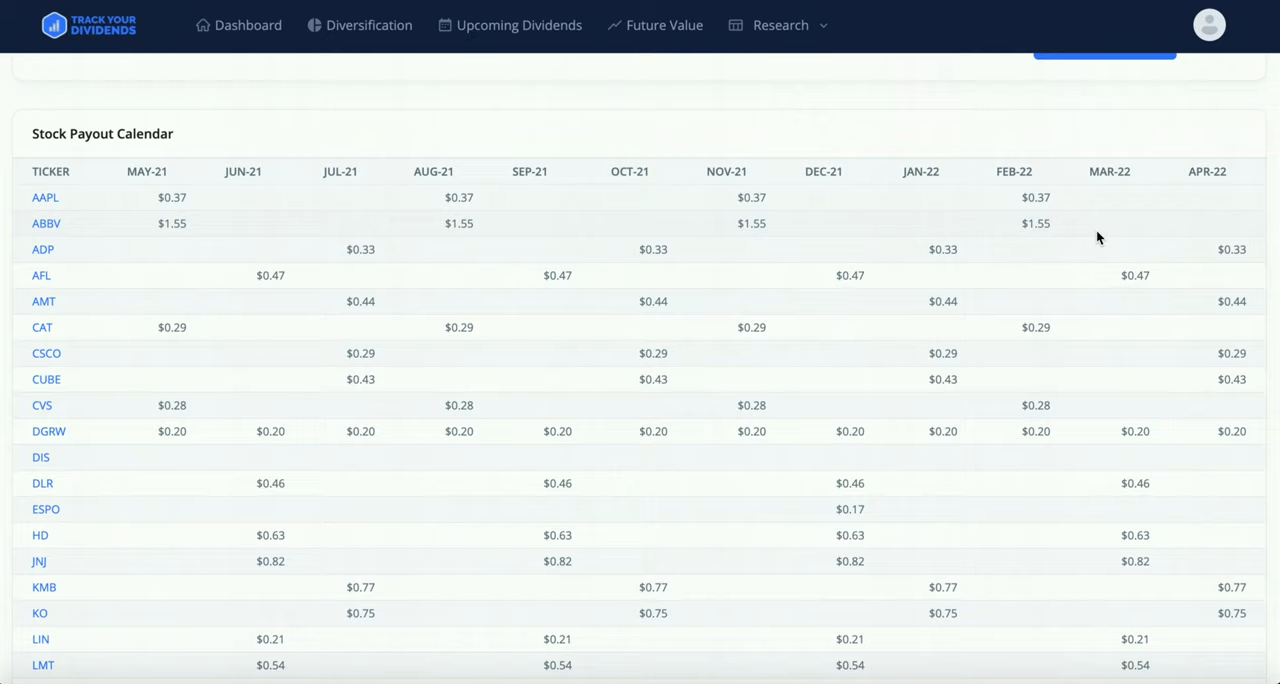 TRACK YOUR
DIVIDENDS
Dashboard Diversification Upcoming Dividends Future Value Research
Stock Payout Calendar
TICKER MAY-21 JUN-21 JUL-21 AUG-21 SEP-21 OCT-21 NOV-21 DEC-21 JAN-22 FEB-22 MAR-22 APR-22
AAPL $0.37 $0.37 $0.37 $0.37
ABBV $1.55 $1.55 $1.55 $1.55
ADP $0.33 $0.33 $0.33 $0.33
AFL $0.47 $0.47 $0.47 $0.47
AMT $0.44 $0.44 $0.44 $0.44
CAT $0.29 $0.29 $0.29 $0.29
CSCO $0.29 $0.29 $0.29 $0.29
CUBE $0.43 $0.43 $0.43 $0.43
CVS $0.28 $0.28 $0.28 $0.28
DGRW $0.20 $0.20 $0.20 $0.20 $0.20 $0.20 $0.20 $0.20 $0.20 $0.20 $0.20 $0.20
DIS
DLR $0.46 $0.46 $0.46 $0.46
ESPO $0.17
HD $0.63 $0.63 $0.63 $0.63
JNJ $0.82 $0.82 $0.82 $0.82
KMB $0.77 $0.77 $0.77 $0.77
KO $0.75 $0.75 $0.75 $0.75
LIN $0.21 $0.21 $0.21 $0.21
LMT $0.54 $0.54 $0.54 $0.54